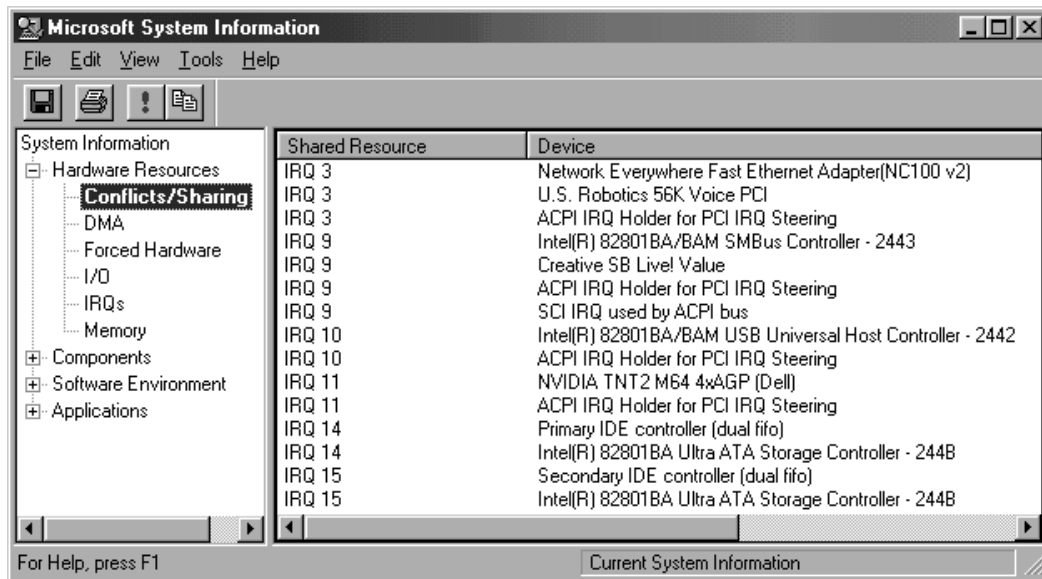 Microsoft System Information
File Edit View Tools Help
System Information
Hardware Resources
Conflicts/Sharing
DMA
Forced Hardware
I/O
IRQs
Memory
Components
Software Environment
Applications
Shared Resource Device
IRQ 3 Network Everywhere Fast Ethernet Adapter(NC100 v2)
IRQ 3 U.S. Robotics 56K Voice PCI
IRQ 3 ACPI IRQ Holder for PCI IRQ Steering
IRQ 9 Intel(R) 82801BA/BAM SMBus Controller - 2443
IRQ 9 Creative SB Live! Value
IRQ 9 ACPI IRQ Holder for PCI IRQ Steering
IRQ 9 SCI IRQ used by ACPI bus
IRQ 10 Intel(R) 82801BA/BAM USB Universal Host Controller - 2442
IRQ 10 ACPI IRQ Holder for PCI IRQ Steering
IRQ 11 NVIDIA TNT2 M64 4xAGP (Dell)
IRQ 11 ACPI IRQ Holder for PCI IRQ Steering
IRQ 14 Primary IDE controller (dual fifo)
IRQ 14 Intel(R) 82801BA Ultra ATA Storage Controller - 244B
IRQ 15 Secondary IDE controller (dual fifo)
IRQ 15 Intel(R) 82801BA Ultra ATA Storage Controller - 244B
For Help, press F1
Current System Information